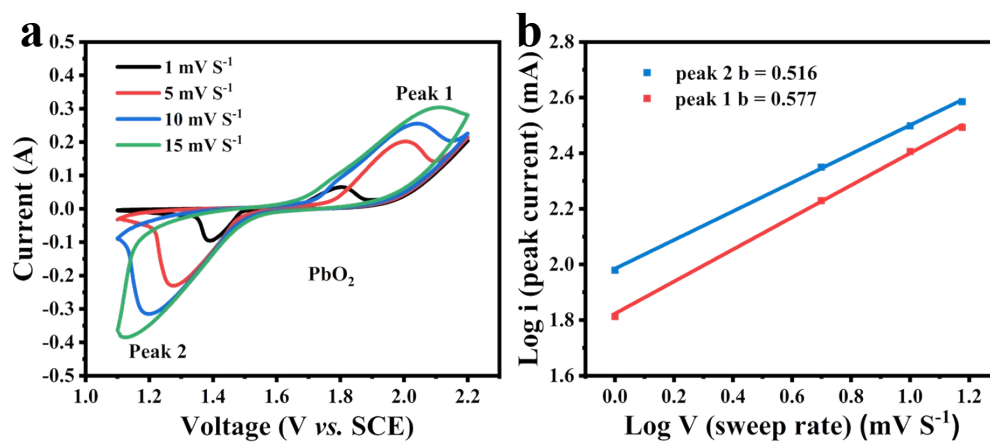 a
0.5
0.4
0.3
0.2
0.1
0.0
-0.1
-0.2
-0.3
-0.4
-0.5
Current (A)
1 mV S⁻¹
5 mV S⁻¹
10 mV S⁻¹
15 mV S⁻¹
Peak 1
PbO₂
Peak 2
1.0 1.2 1.4 1.6 1.8 2.0 2.2
Voltage (V vs. SCE)
b
2.8
2.6
2.4
2.2
2.0
1.8
1.6
Log i (peak current) (mA)
peak 2 b = 0.516
peak 1 b = 0.577
0.0 0.2 0.4 0.6 0.8 1.0 1.2
Log V (sweep rate) (mV S⁻¹)